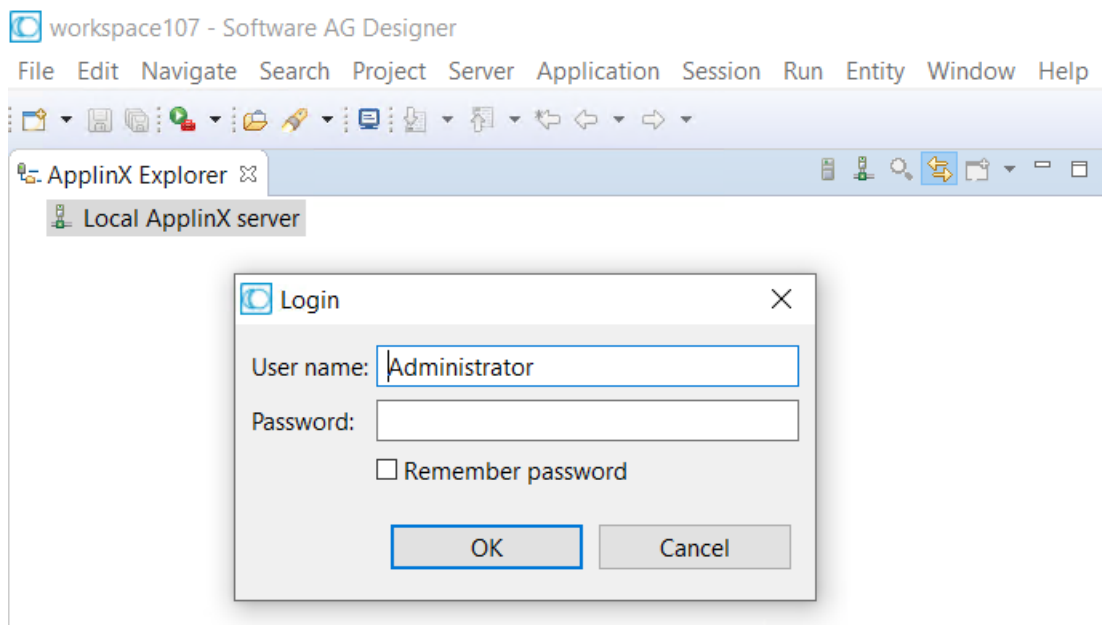 workspace107 - Software AG Designer
File Edit Navigate Search Project Server Application Session Run Entity Window Help
ApplinX Explorer
Local ApplinX server
Login
User name: Administrator
Password:
Remember password
OK Cancel